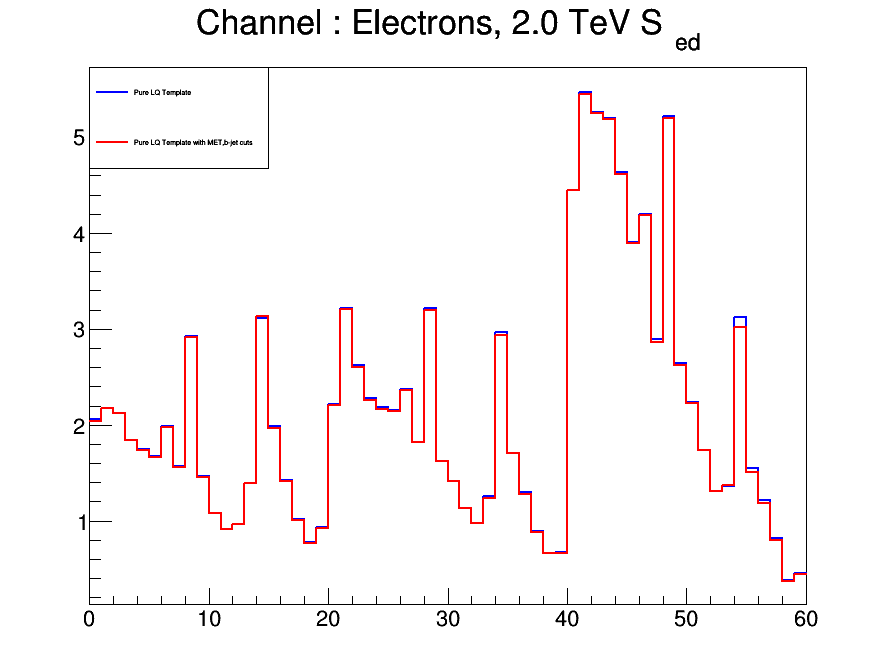 Channel : Electrons, 2.0 TeV S ed
Pure LQ Template
Pure LQ Template with MET,b-jet cuts
5
4
3
2
1
0 10 20 30 40 50 60